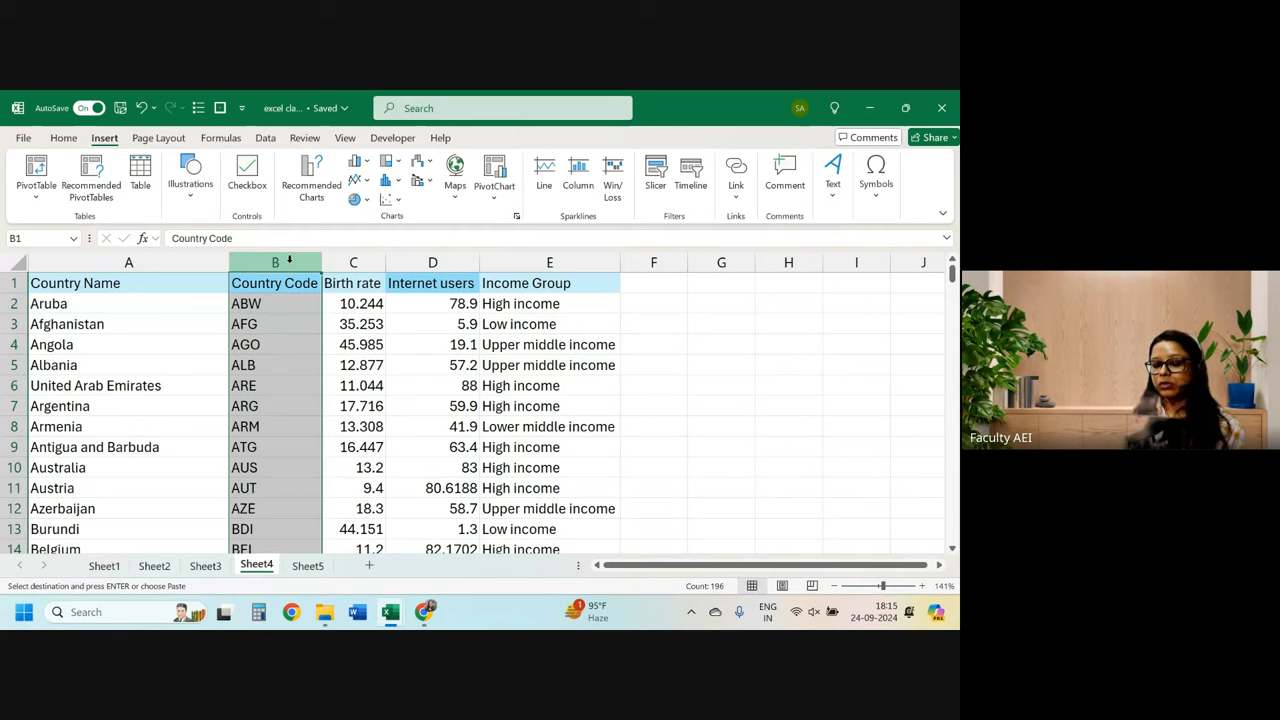 AutoSave On excel cla... • Saved Search SA
File Home Insert Page Layout Formulas Data Review View Developer Help Comments Share
PivotTable Recommended PivotTables Table Illustrations Checkbox Recommended Charts Maps PivotChart Line Column Win/Loss Slicer Timeline Link Comment Text Symbols
Tables Controls Charts Sparklines Filters Links Comments
B1 fx Country Code
A B C D E F G H I J
1 Country Name Country Code Birth rate Internet users Income Group
2 Aruba ABW 10.244 78.9 High income
3 Afghanistan AFG 35.253 5.9 Low income
4 Angola AGO 45.985 19.1 Upper middle income
5 Albania ALB 12.877 57.2 Upper middle income
6 United Arab Emirates ARE 11.044 88 High income
7 Argentina ARG 17.716 59.9 High income
8 Armenia ARM 13.308 41.9 Lower middle income
9 Antigua and Barbuda ATG 16.447 63.4 High income
10 Australia AUS 13.2 83 High income
11 Austria AUT 9.4 80.6188 High income
12 Azerbaijan AZE 18.3 58.7 Upper middle income
13 Burundi BDI 44.151 1.3 Low income
14 Belgium BEL 11.2 82.1702 High income
Sheet1 Sheet2 Sheet3 Sheet4 Sheet5
Select destination and press ENTER or choose Paste Count: 196 141%
Search 1 95°F Haze ENG IN 18:15 24-09-2024
Faculty AEI